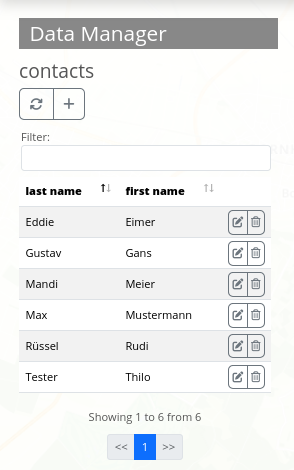 Data Manager
contacts
Filter:
last name first name
Eddie Eimer
Gustav Gans
Mandi Meier
Max Mustermann
Rüssel Rudi
Tester Thilo
Showing 1 to 6 from 6
<< 1 >>